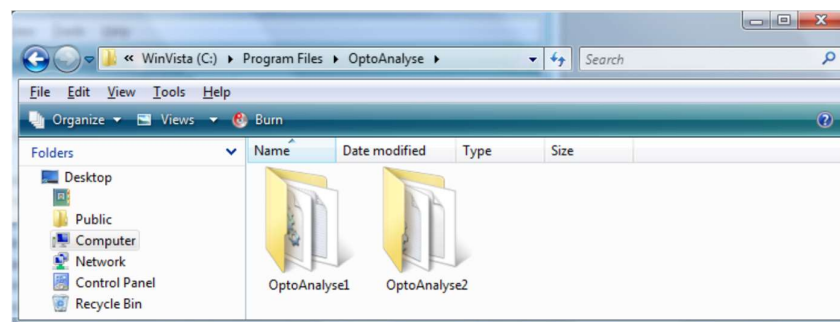 « WinVista (C:) Program Files OptoAnalyse Search
File Edit View Tools Help
Organize Views Burn
Folders Name Date modified Type Size
Desktop
Public
Computer
Network
Control Panel
Recycle Bin
OptoAnalyse1 OptoAnalyse2